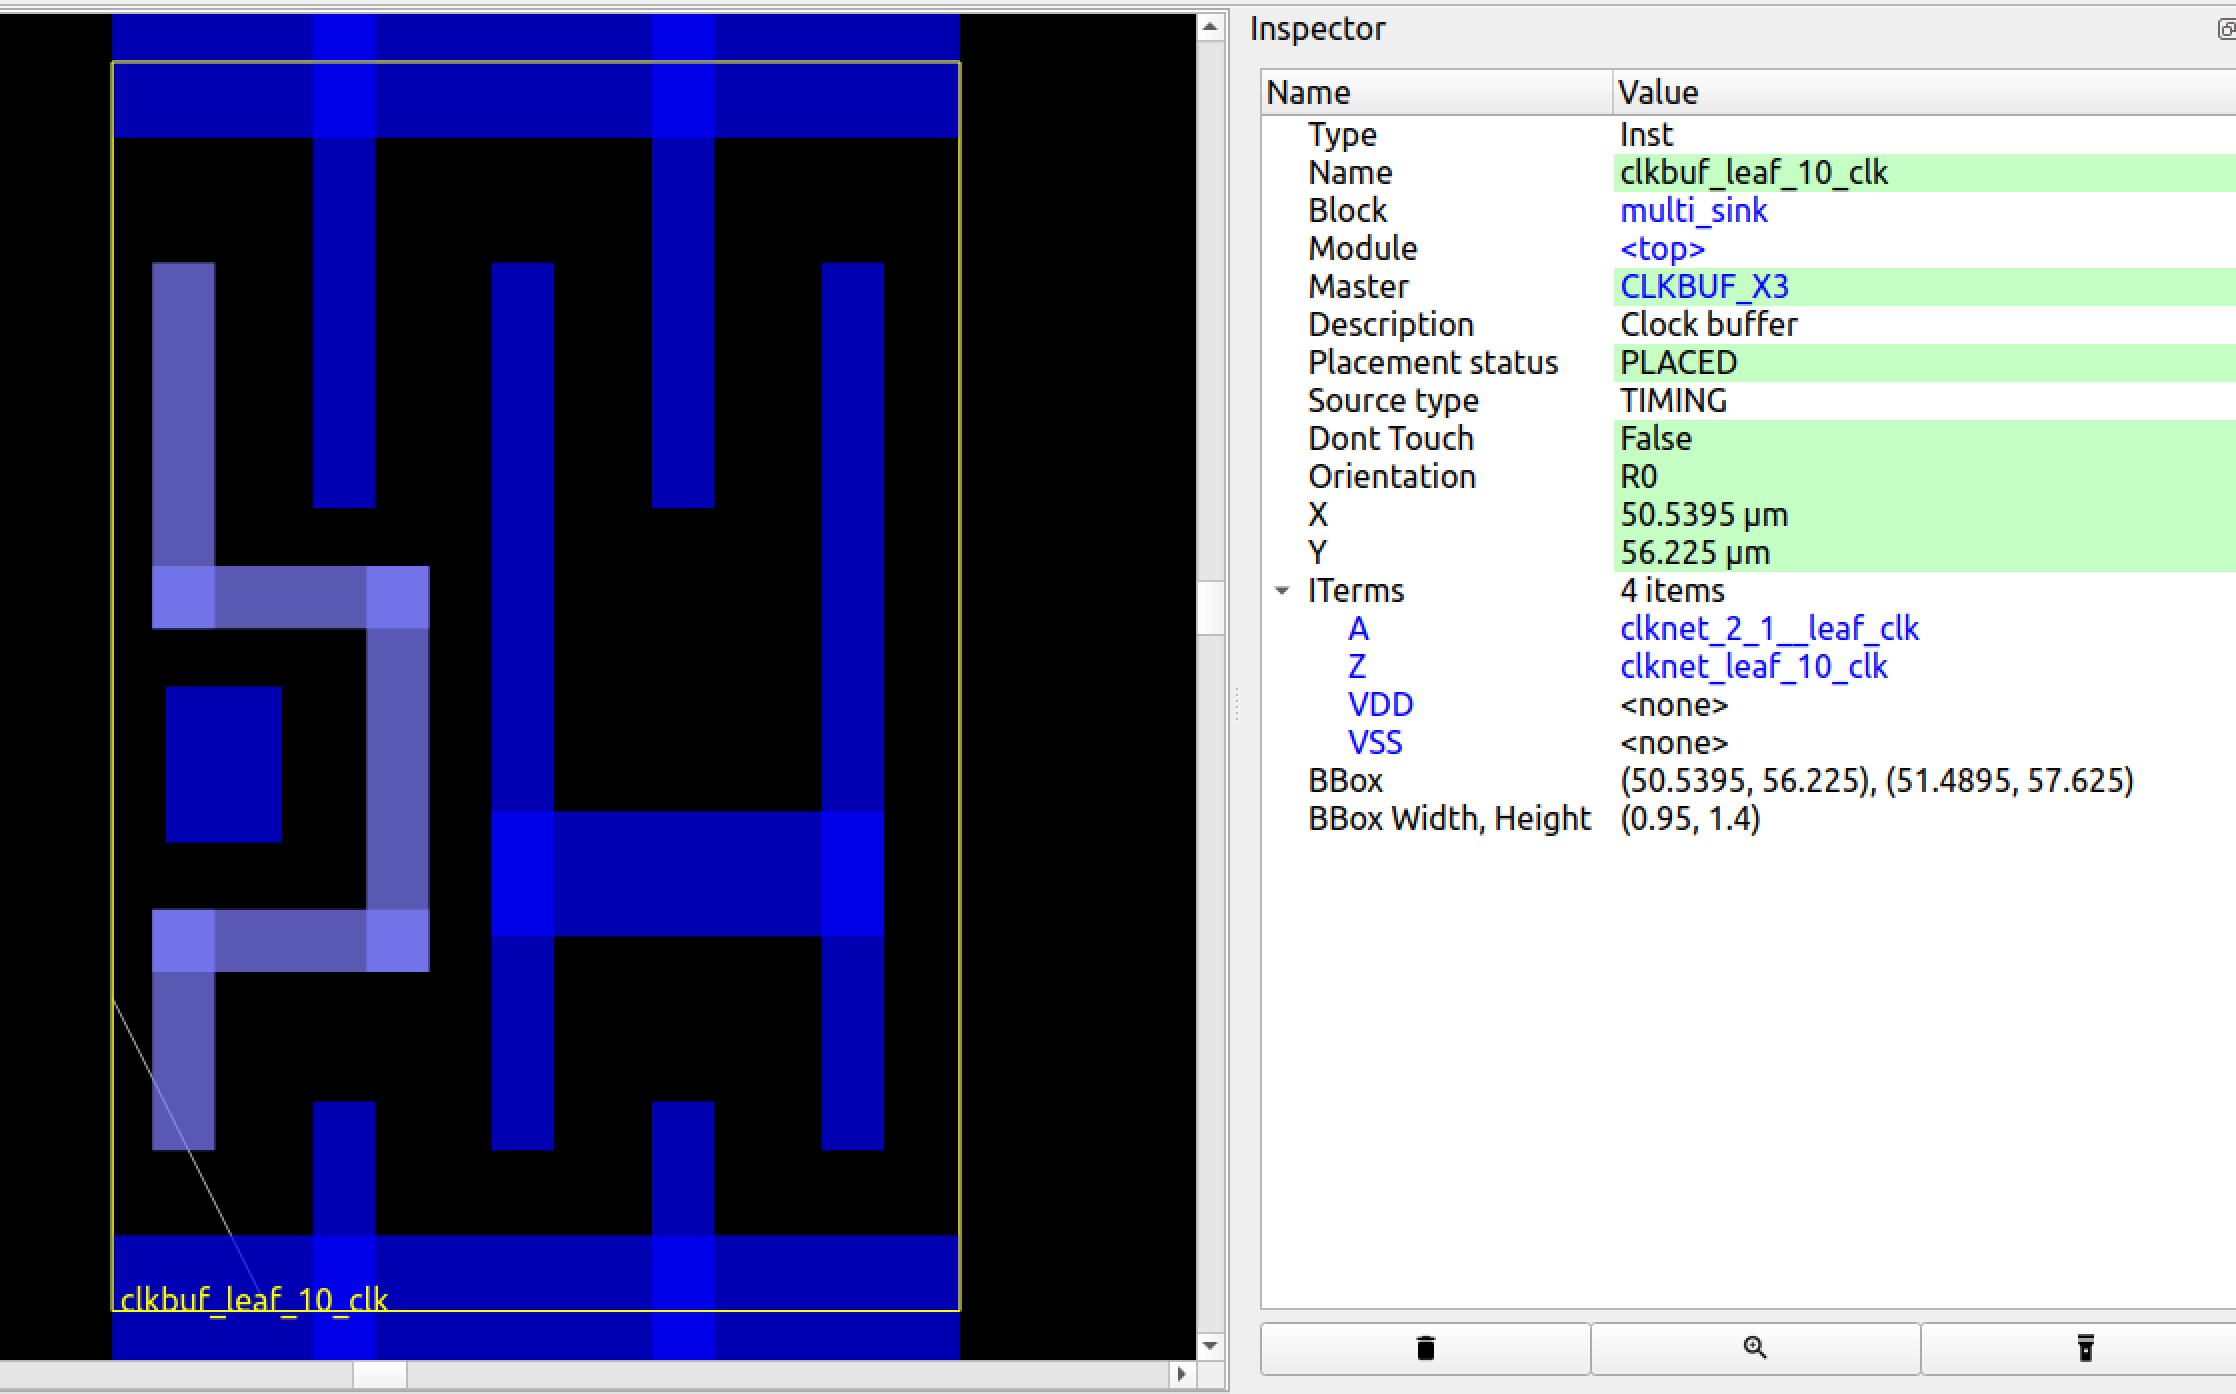 Inspector
Name Value
Type Inst
Name clkbuf_leaf_10_clk
Block multi_sink
Module <top>
Master CLKBUF_X3
Description Clock buffer
Placement status PLACED
Source type TIMING
Dont Touch False
Orientation R0
X 50.5395 µm
Y 56.225 µm
ITerms 4 items
A clknet_2_1__leaf_clk
Z clknet_leaf_10_clk
VDD <none>
VSS <none>
BBox (50.5395, 56.225), (51.4895, 57.625)
BBox Width, Height (0.95, 1.4)
clkbuf_leaf_10_clk